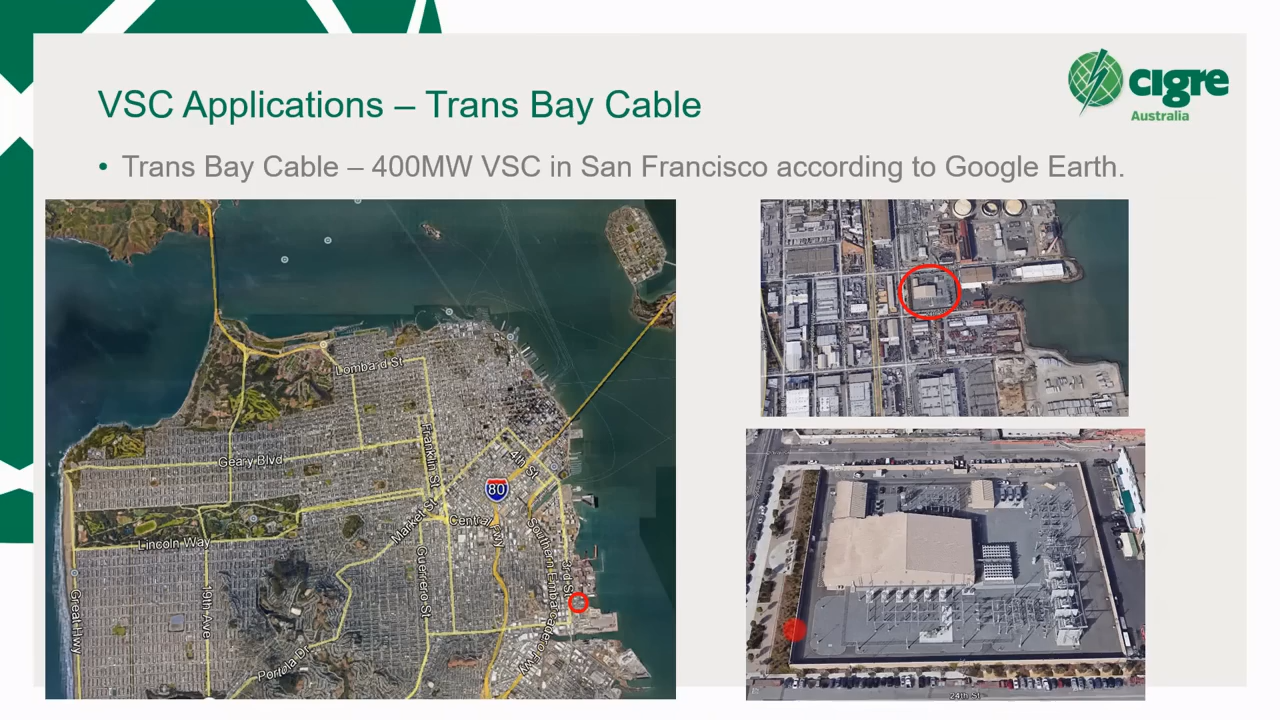 VSC Applications – Trans Bay Cable
cigre
Australia
• Trans Bay Cable – 400MW VSC in San Francisco according to Google Earth.
Lombard St
Franklin St
Geary Blvd
4th St
80
Market St
Central Fwy
Lincoln Way
Southern Embarcadero Fwy
Guerrero St
Great Hwy
19th Ave
Portola Dr
24th St